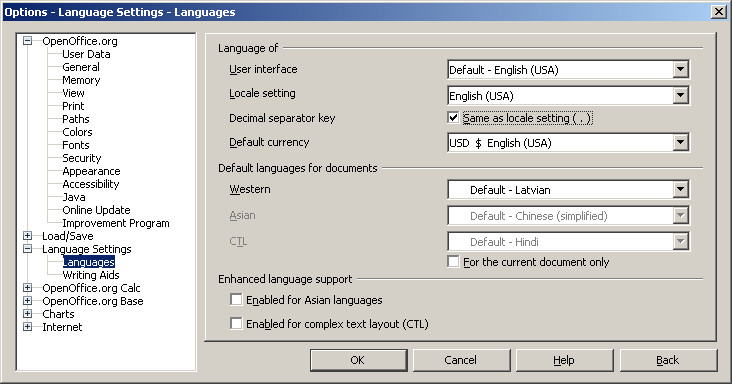 Options - Language Settings - Languages
OpenOffice.org
User Data
General
Memory
View
Print
Paths
Colors
Fonts
Security
Appearance
Accessibility
Java
Online Update
Improvement Program
Load/Save
Language Settings
Languages
Writing Aids
OpenOffice.org Calc
OpenOffice.org Base
Charts
Internet
Language of
User interface Default - English (USA)
Locale setting English (USA)
Decimal separator key Same as locale setting ( . )
Default currency USD $ English (USA)
Default languages for documents
Western Default - Latvian
Asian Default - Chinese (simplified)
CTL Default - Hindi
For the current document only
Enhanced language support
Enabled for Asian languages
Enabled for complex text layout (CTL)
OK Cancel Help Back